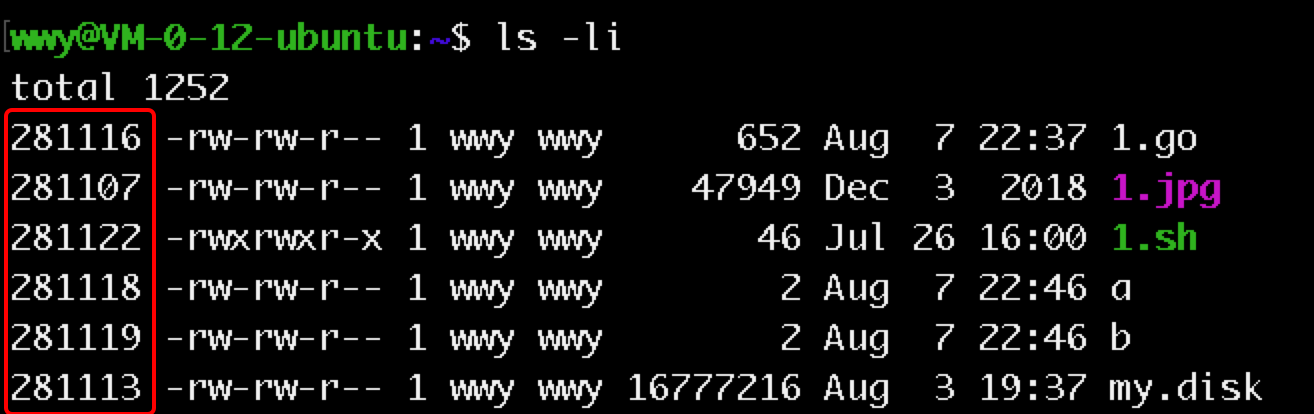 wwy@VM-0-12-ubuntu:~$ ls -li
total 1252
281116 -rw-rw-r-- 1 wwy wwy 652 Aug 7 22:37 1.go
281107 -rw-rw-r-- 1 wwy wwy 47949 Dec 3 2018 1.jpg
281122 -rwxrwxr-x 1 wwy wwy 46 Jul 26 16:00 1.sh
281118 -rw-rw-r-- 1 wwy wwy 2 Aug 7 22:46 a
281119 -rw-rw-r-- 1 wwy wwy 2 Aug 7 22:46 b
281113 -rw-rw-r-- 1 wwy wwy 16777216 Aug 3 19:37 my.disk